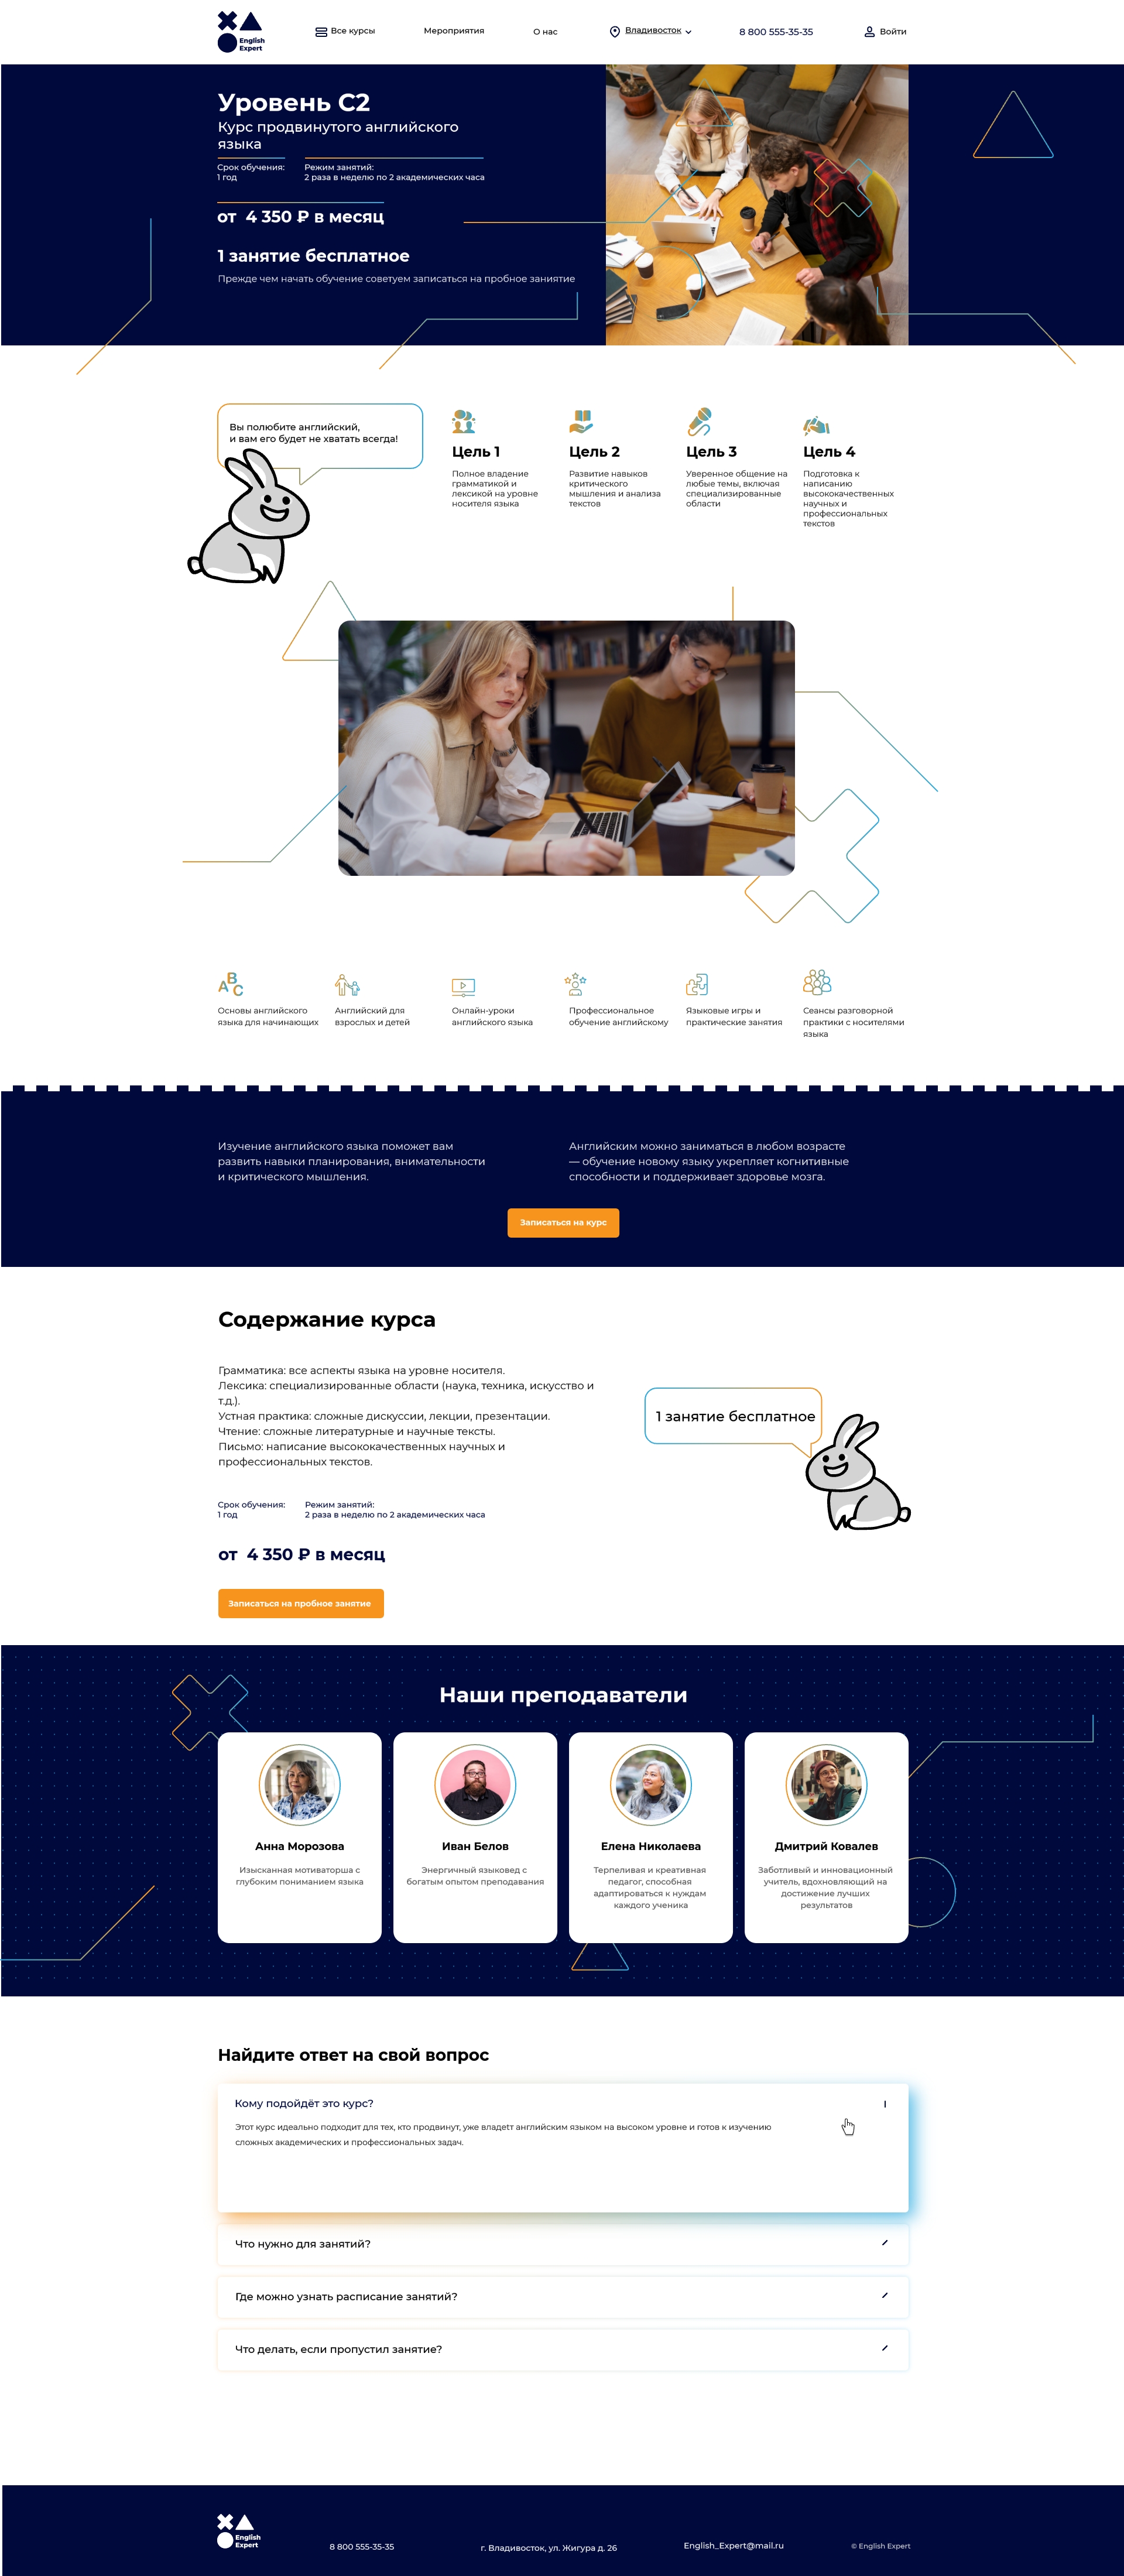 English
Expert
Все курсы
Мероприятия
О нас
Владивосток
8 800 555-35-35
Войти
Уровень С2
Курс продвинутого английского
языка
Срок обучения:
1 год
Режим занятий:
2 раза в неделю по 2 академических часа
от 4 350 ₽ в месяц
1 занятие бесплатное
Прежде чем начать обучение советуем записаться на пробное заниятие
Вы полюбите английский,
и вам его будет не хватать всегда!
Цель 1
Полное владение
грамматикой и
лексикой на уровне
носителя языка
Цель 2
Развитие навыков
критического
мышления и анализа
текстов
Цель 3
Уверенное общение на
любые темы, включая
специализированные
области
Цель 4
Подготовка к
написанию
высококачественных
научных и
профессиональных
текстов
A B C
Основы английского
языка для начинающих
Английский для
взрослых и детей
Онлайн-уроки
английского языка
Профессиональное
обучение английскому
Языковые игры и
практические занятия
Сеансы разговорной
практики с носителями
языка
Изучение английского языка поможет вам
развить навыки планирования, внимательности
и критического мышления.
Английским можно заниматься в любом возрасте
— обучение новому языку укрепляет когнитивные
способности и поддерживает здоровье мозга.
Записаться на курс
Содержание курса
Грамматика: все аспекты языка на уровне носителя.
Лексика: специализированные области (наука, техника, искусство и
т.д.).
Устная практика: сложные дискуссии, лекции, презентации.
Чтение: сложные литературные и научные тексты.
Письмо: написание высококачественных научных и
профессиональных текстов.
1 занятие бесплатное
Срок обучения:
1 год
Режим занятий:
2 раза в неделю по 2 академических часа
от 4 350 ₽ в месяц
Записаться на пробное занятие
Наши преподаватели
Анна Морозова
Изысканная мотиваторша с
глубоким пониманием языка
Иван Белов
Энергичный языковед с
богатым опытом преподавания
Елена Николаева
Терпеливая и креативная
педагог, способная
адаптироваться к нуждам
каждого ученика
Дмитрий Ковалев
Заботливый и инновационный
учитель, вдохновляющий на
достижение лучших
результатов
Найдите ответ на свой вопрос
Кому подойдёт это курс?
Этот курс идеально подходит для тех, кто продвинут, уже владетт английским языком на высоком уровне и готов к изучению
сложных академических и профессиональных задач.
Что нужно для занятий?
Где можно узнать расписание занятий?
Что делать, если пропустил занятие?
English
Expert
8 800 555-35-35
г. Владивосток, ул. Жигура д. 26
English_Expert@mail.ru
© English Expert